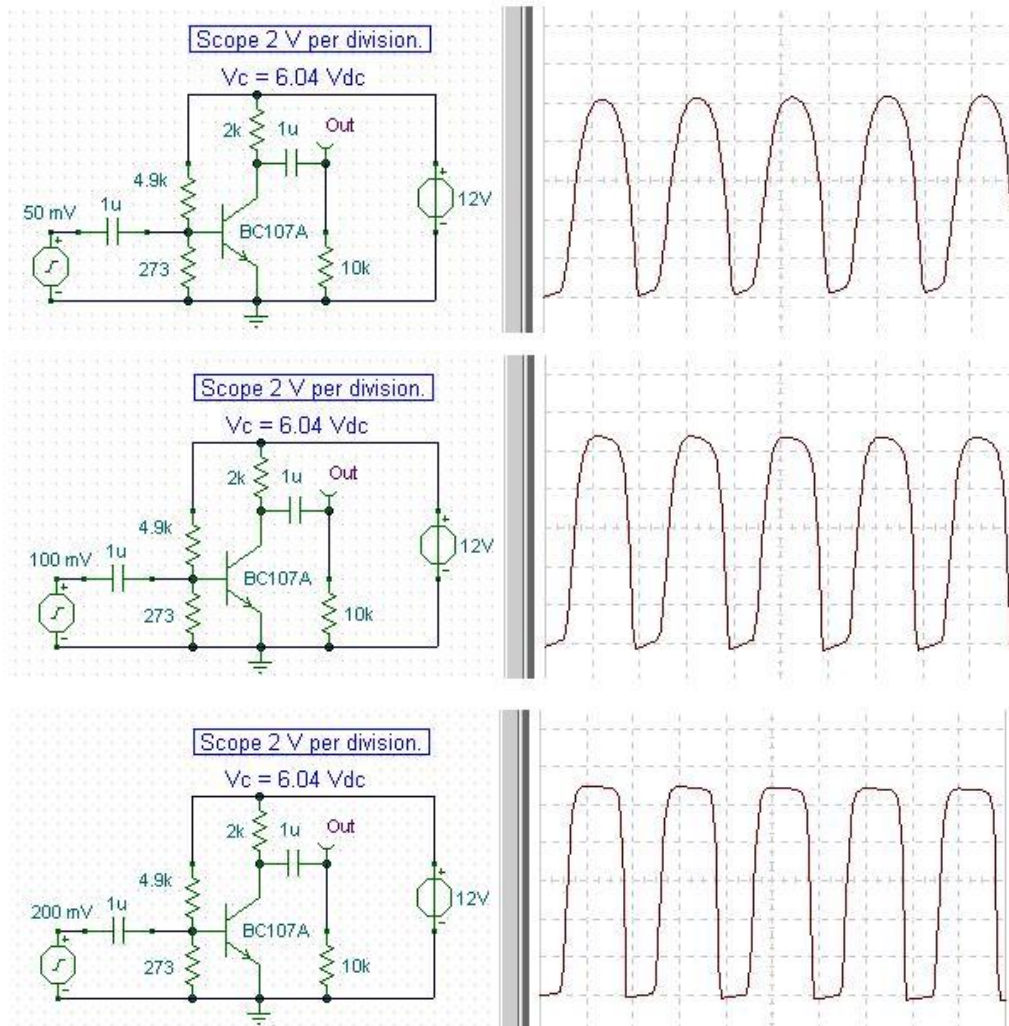 Scope 2 V per division.
Vc = 6.04 Vdc
2k
1u
Out
4.9k
50 mV
1u
12V
BC107A
273
10k
Scope 2 V per division.
Vc = 6.04 Vdc
Out
2k
1u
4.9k
100 mV
1u
12V
BC107A
273
10k
Scope 2 V per division.
Vc = 6.04 Vdc
2k
1u
Out
4.9k
200 mV
1u
12V
BC107A
273
10k